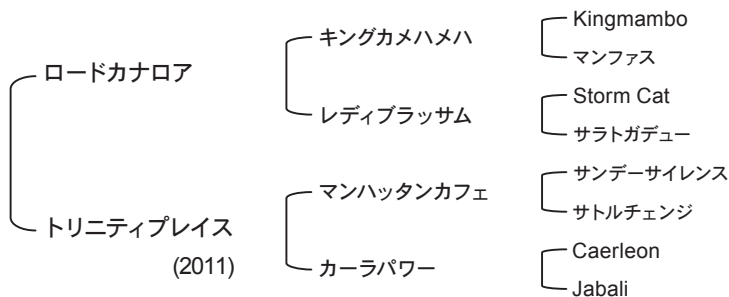 ロードカナロア
トリニティプレイス
(2011)
キングカメハメハ
レディブラッサム
マンハッタンカフェ
カーラパワー
Kingmambo
マンファス
Storm Cat
サラトガデュー
サンデーサイレンス
サトルチェンジ
Caerleon
Jabali